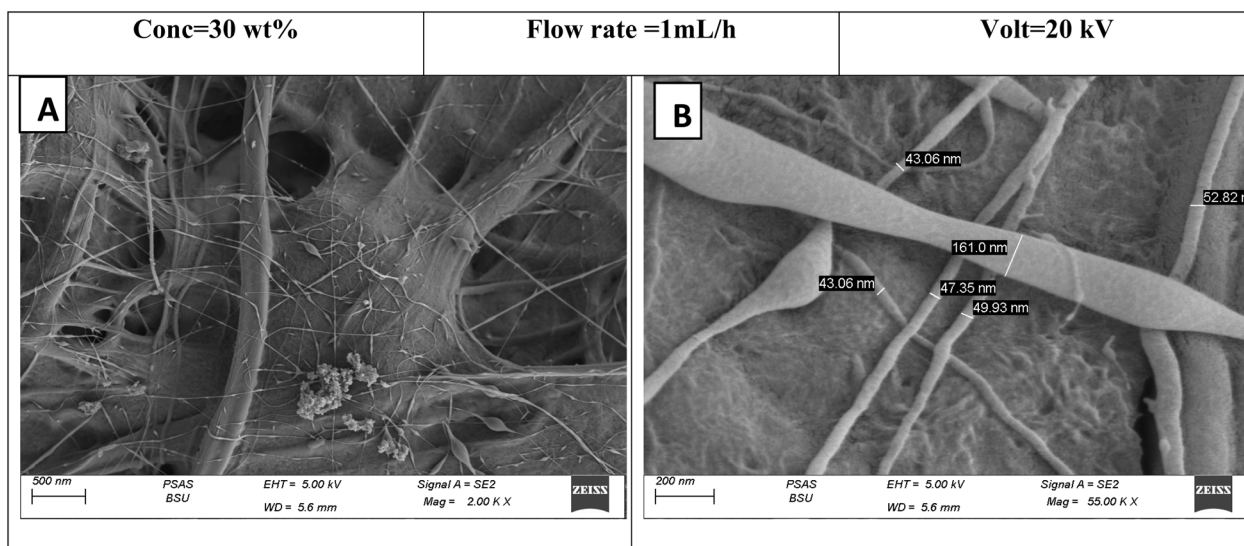 Conc=30 wt%
Flow rate =1mL/h
Volt=20 kV
A
500 nm
PSAS
BSU
EHT = 5.00 kV
WD = 5.6 mm
Signal A = SE2
Mag = 2.00 K X
ZEISS
B
43.06 nm
52.82 n
161.0 nm
43.06 nm
47.35 nm
49.93 nm
200 nm
PSAS
BSU
EHT = 5.00 kV
WD = 5.6 mm
Signal A = SE2
Mag = 55.00 K X
ZEISS